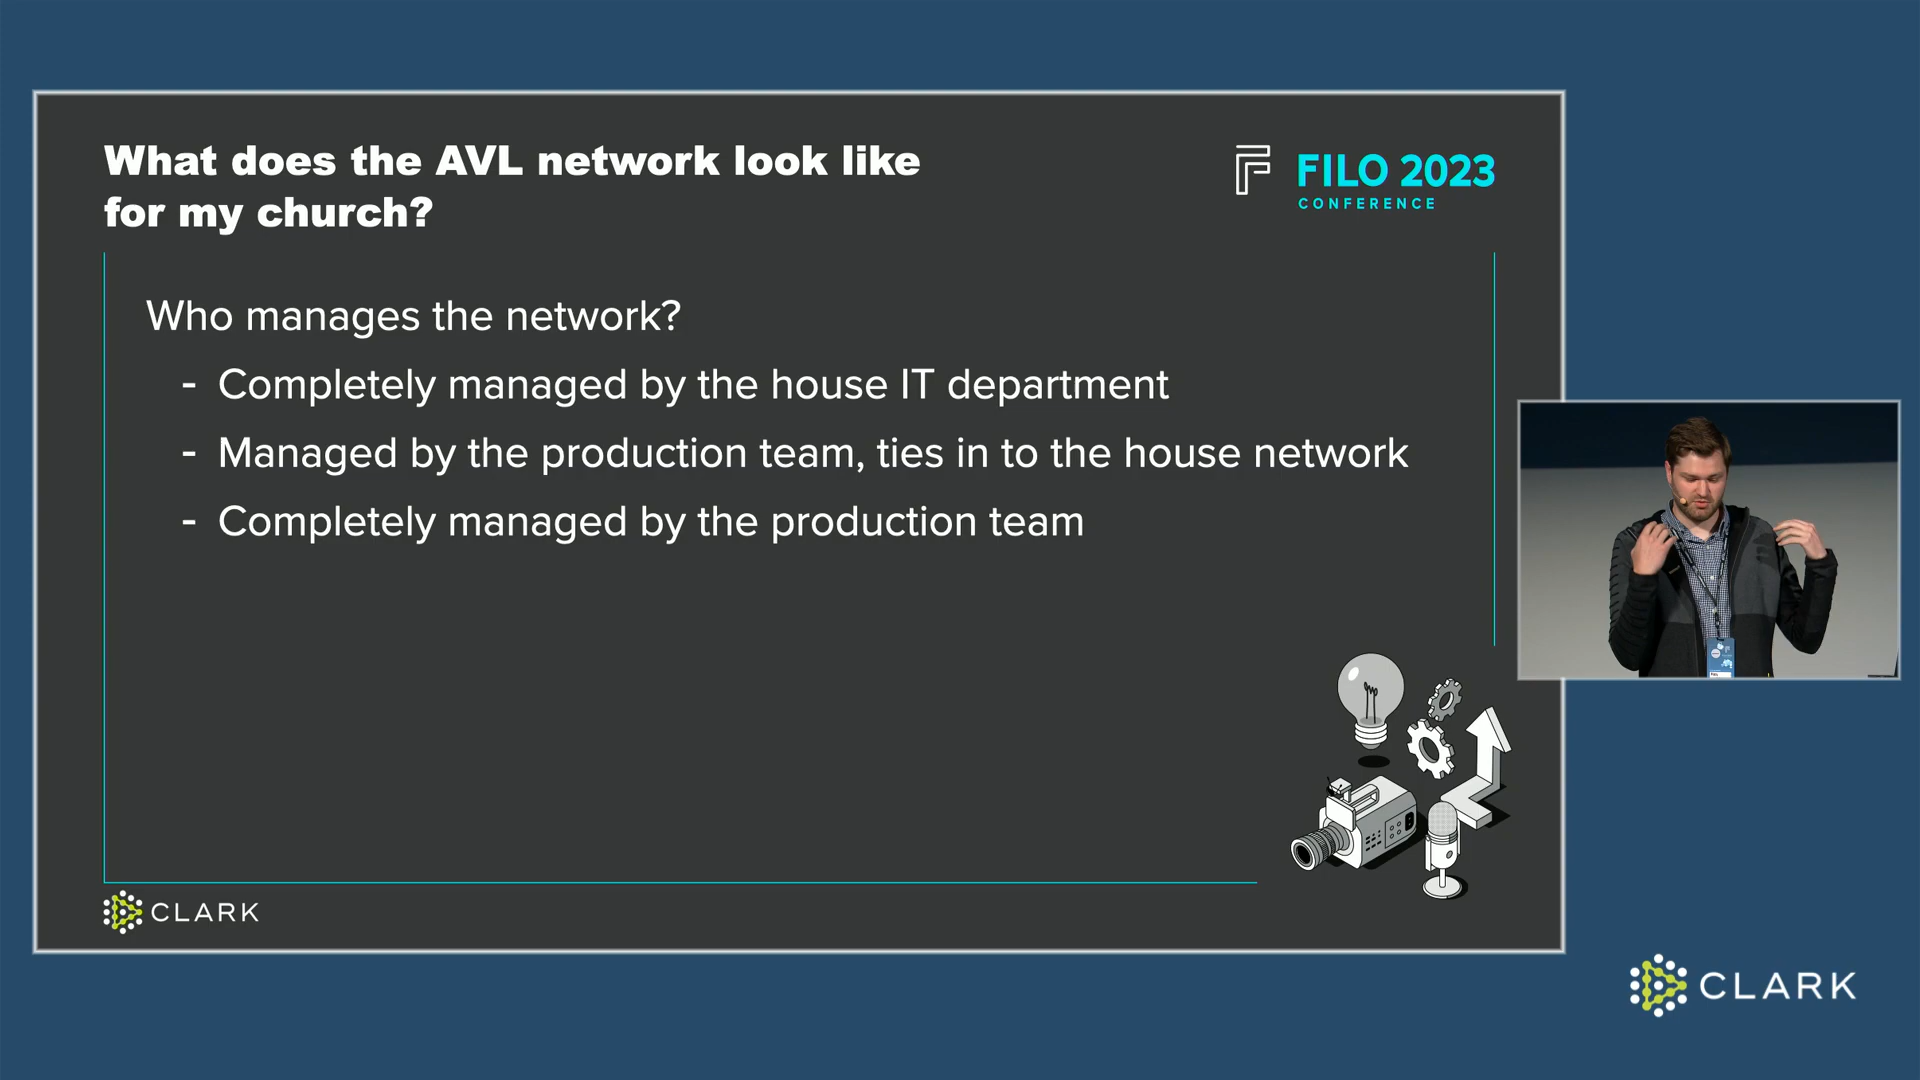 What does the AVL network look like
for my church?
FILO 2023
CONFERENCE
Who manages the network?
- Completely managed by the house IT department
- Managed by the production team, ties in to the house network
- Completely managed by the production team
CLARK
CLARK